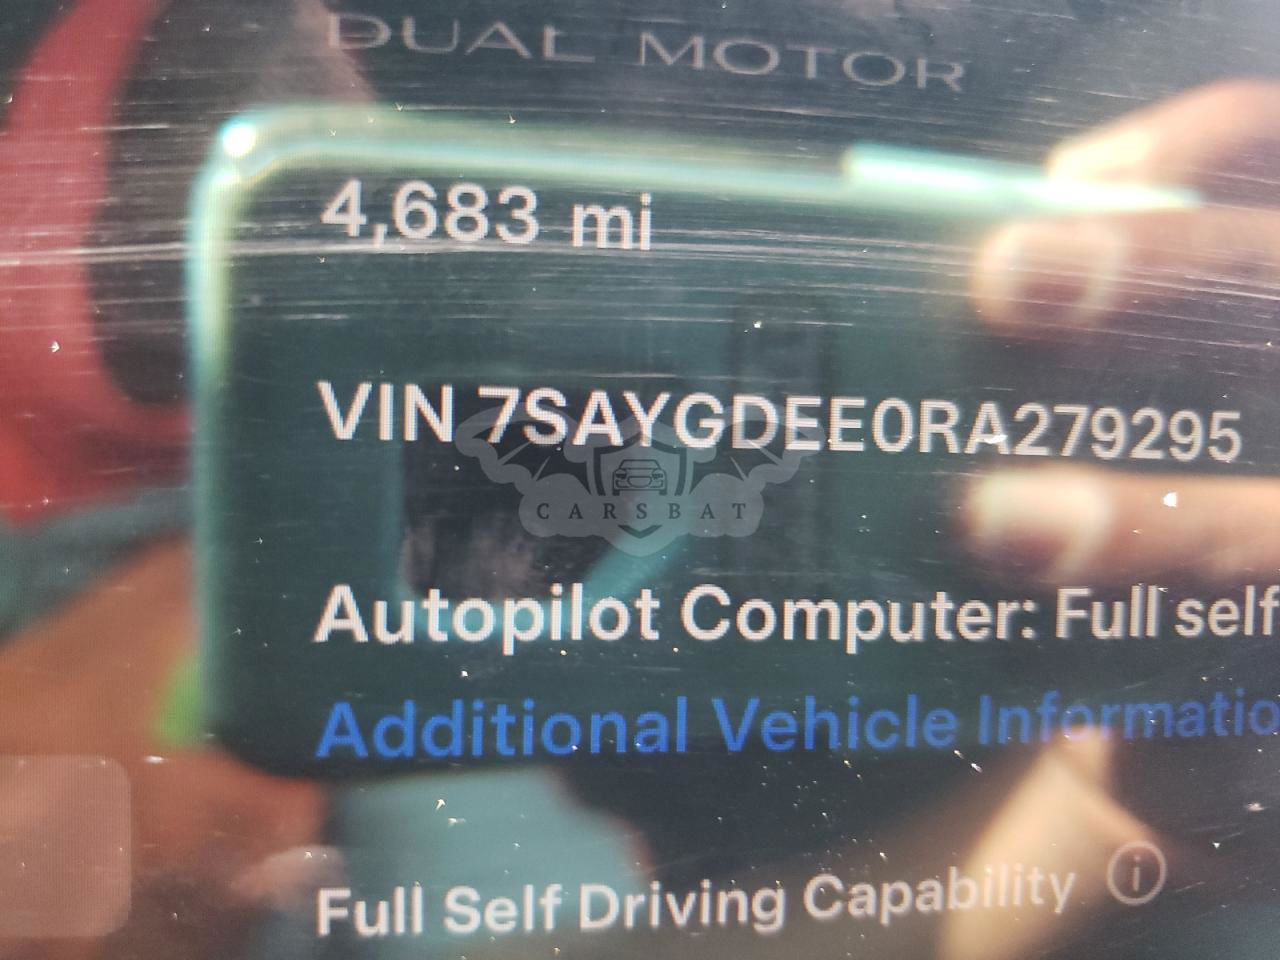 DUAL MOTOR
4,683 mi
VIN 7SAYGDEE0RA279295
CARSBAT
Autopilot Computer: Full self
Additional Vehicle Informatio
Full Self Driving Capability